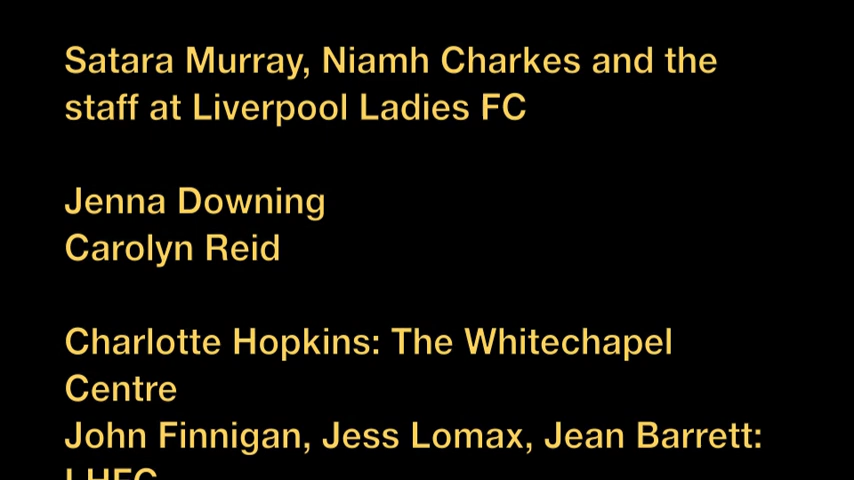 Satara Murray, Niamh Charkes and the
staff at Liverpool Ladies FC
Jenna Downing
Carolyn Reid
Charlotte Hopkins: The Whitechapel
Centre
John Finnigan, Jess Lomax, Jean Barrett: